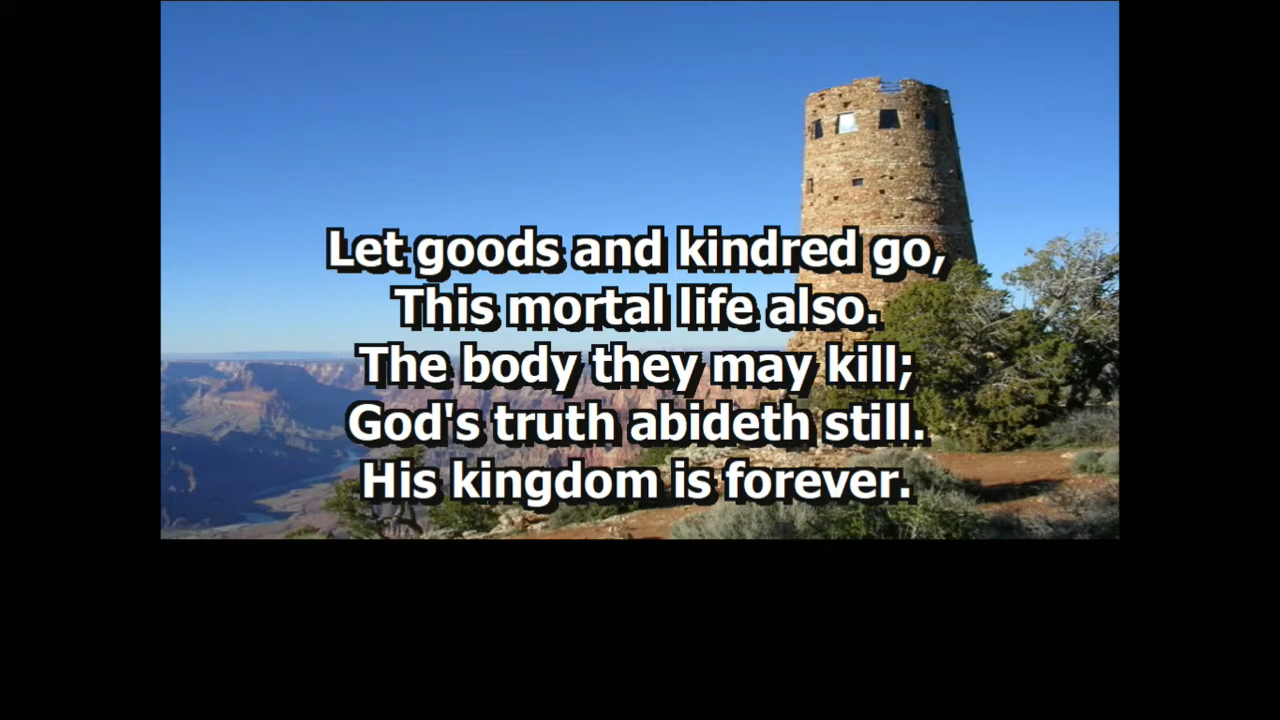 Let goods and kindred go,
This mortal life also.
The body they may kill;
God's truth abideth still.
His kingdom is forever.